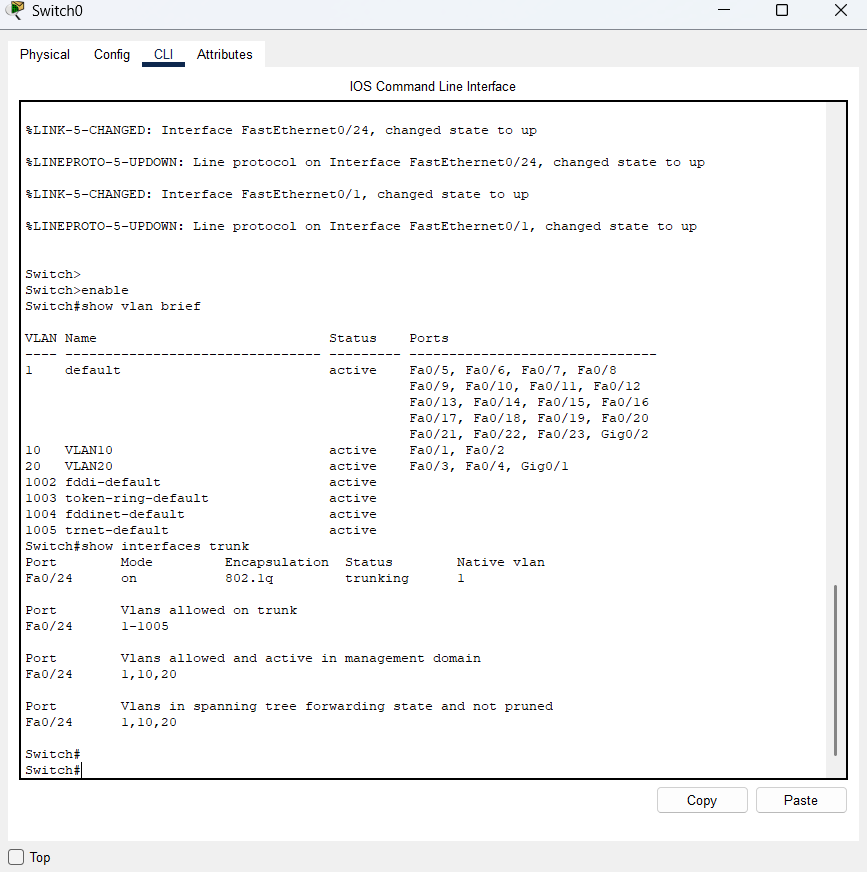 Switch0
Physical Config CLI Attributes
IOS Command Line Interface
%LINK-5-CHANGED: Interface FastEthernet0/24, changed state to up
%LINEPROTO-5-UPDOWN: Line protocol on Interface FastEthernet0/24, changed state to up
%LINK-5-CHANGED: Interface FastEthernet0/1, changed state to up
%LINEPROTO-5-UPDOWN: Line protocol on Interface FastEthernet0/1, changed state to up
Switch>
Switch>enable
Switch#show vlan brief
VLAN Name                             Status    Ports
---- -------------------------------- --------- -------------------------------
1    default                          active    Fa0/5, Fa0/6, Fa0/7, Fa0/8
                                                Fa0/9, Fa0/10, Fa0/11, Fa0/12
                                                Fa0/13, Fa0/14, Fa0/15, Fa0/16
                                                Fa0/17, Fa0/18, Fa0/19, Fa0/20
                                                Fa0/21, Fa0/22, Fa0/23, Gig0/2
10   VLAN10                           active    Fa0/1, Fa0/2
20   VLAN20                           active    Fa0/3, Fa0/4, Gig0/1
1002 fddi-default                     active
1003 token-ring-default               active
1004 fddinet-default                  active
1005 trnet-default                    active
Switch#show interfaces trunk
Port        Mode         Encapsulation  Status        Native vlan
Fa0/24      on           802.1q         trunking      1
Port        Vlans allowed on trunk
Fa0/24      1-1005
Port        Vlans allowed and active in management domain
Fa0/24      1,10,20
Port        Vlans in spanning tree forwarding state and not pruned
Fa0/24      1,10,20
Switch#
Switch#
Copy Paste
Top